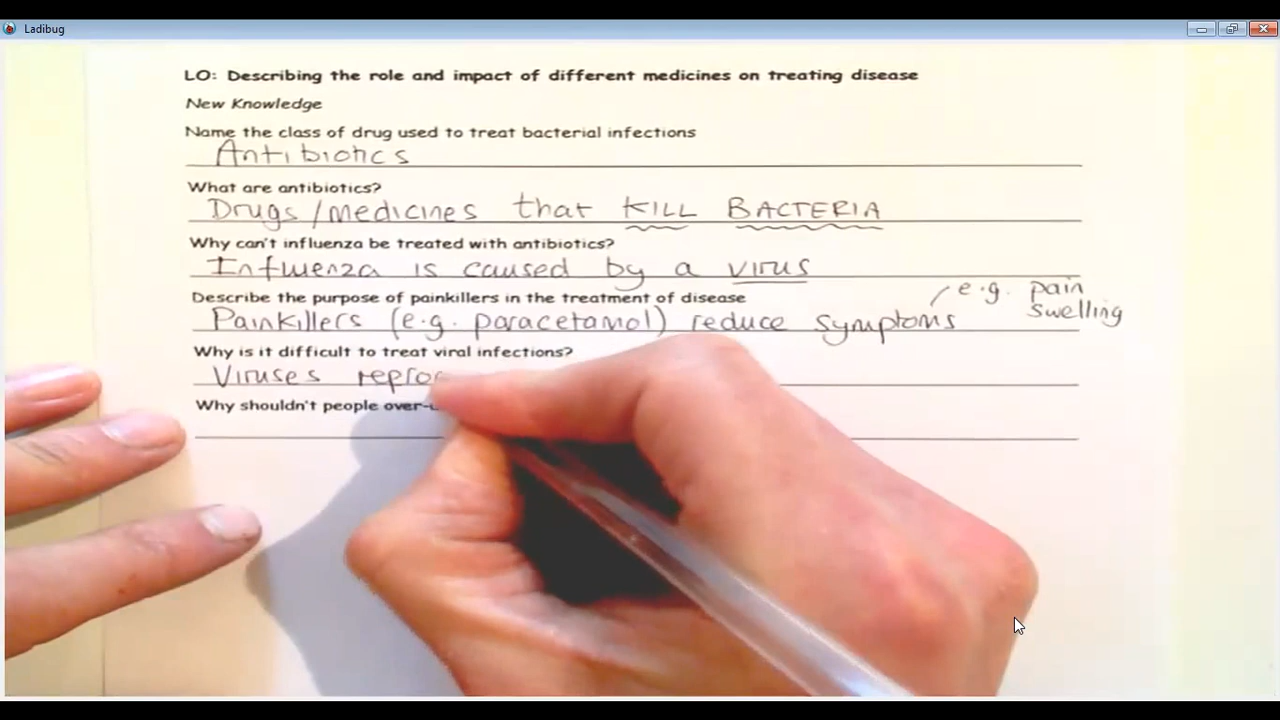 Ladibug
LO: Describing the role and impact of different medicines on treating disease
New Knowledge
Name the class of drug used to treat bacterial infections
Antibiotics
What are antibiotics?
Drugs/medicines that KILL BACTERIA
Why can't influenza be treated with antibiotics?
Influenza is caused by a virus
Describe the purpose of painkillers in the treatment of disease
e.g. pain
swelling
Painkillers (e.g. paracetamol) reduce symptoms
Why is it difficult to treat viral infections?
Viruses repro
Why shouldn't people over-